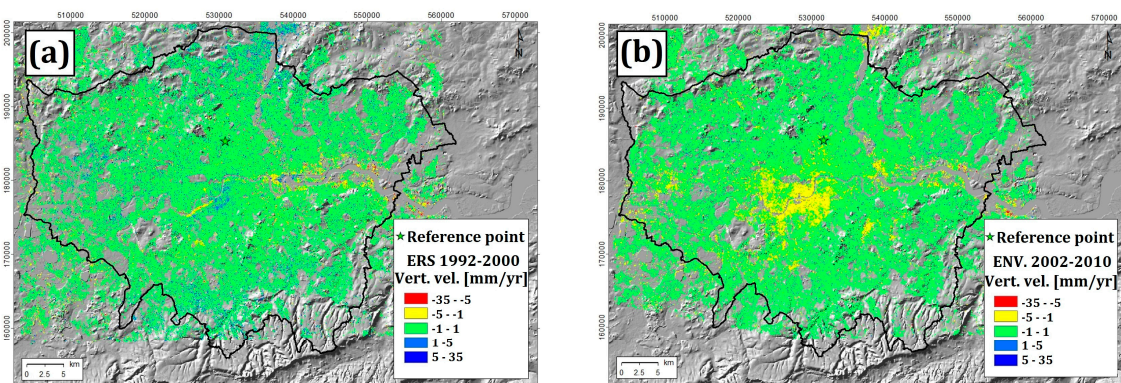 510000 520000 530000 540000 550000 560000 570000
(a)
N
200000
190000
180000
170000
160000
Reference point
ERS 1992-2000
Vert. vel. [mm/yr]
-35 - -5
-5 - -1
-1 - 1
1 - 5
5 - 35
0 2.5 5
km
510000 520000 530000 540000 550000 560000 570000
(b)
N
200000
190000
180000
170000
160000
Reference point
ENV. 2002-2010
Vert. vel. [mm/yr]
-35 - -5
-5 - -1
-1 - 1
1 - 5
5 - 35
0 2.5 5
km